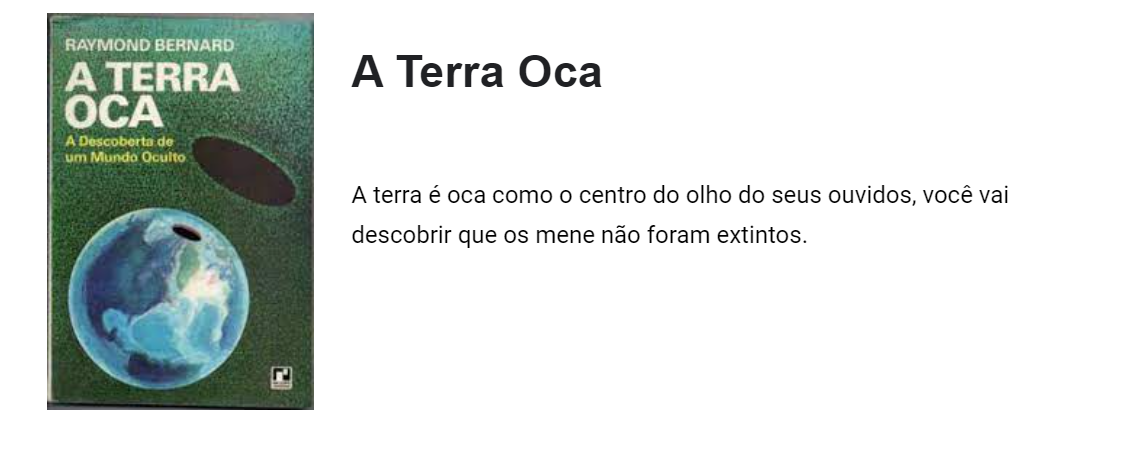 RAYMOND BERNARD
A TERRA
OCA
A Descoberta de
um Mundo Oculto
A Terra Oca
A terra é oca como o centro do olho do seus ouvidos, você vai
descobrir que os mene não foram extintos.